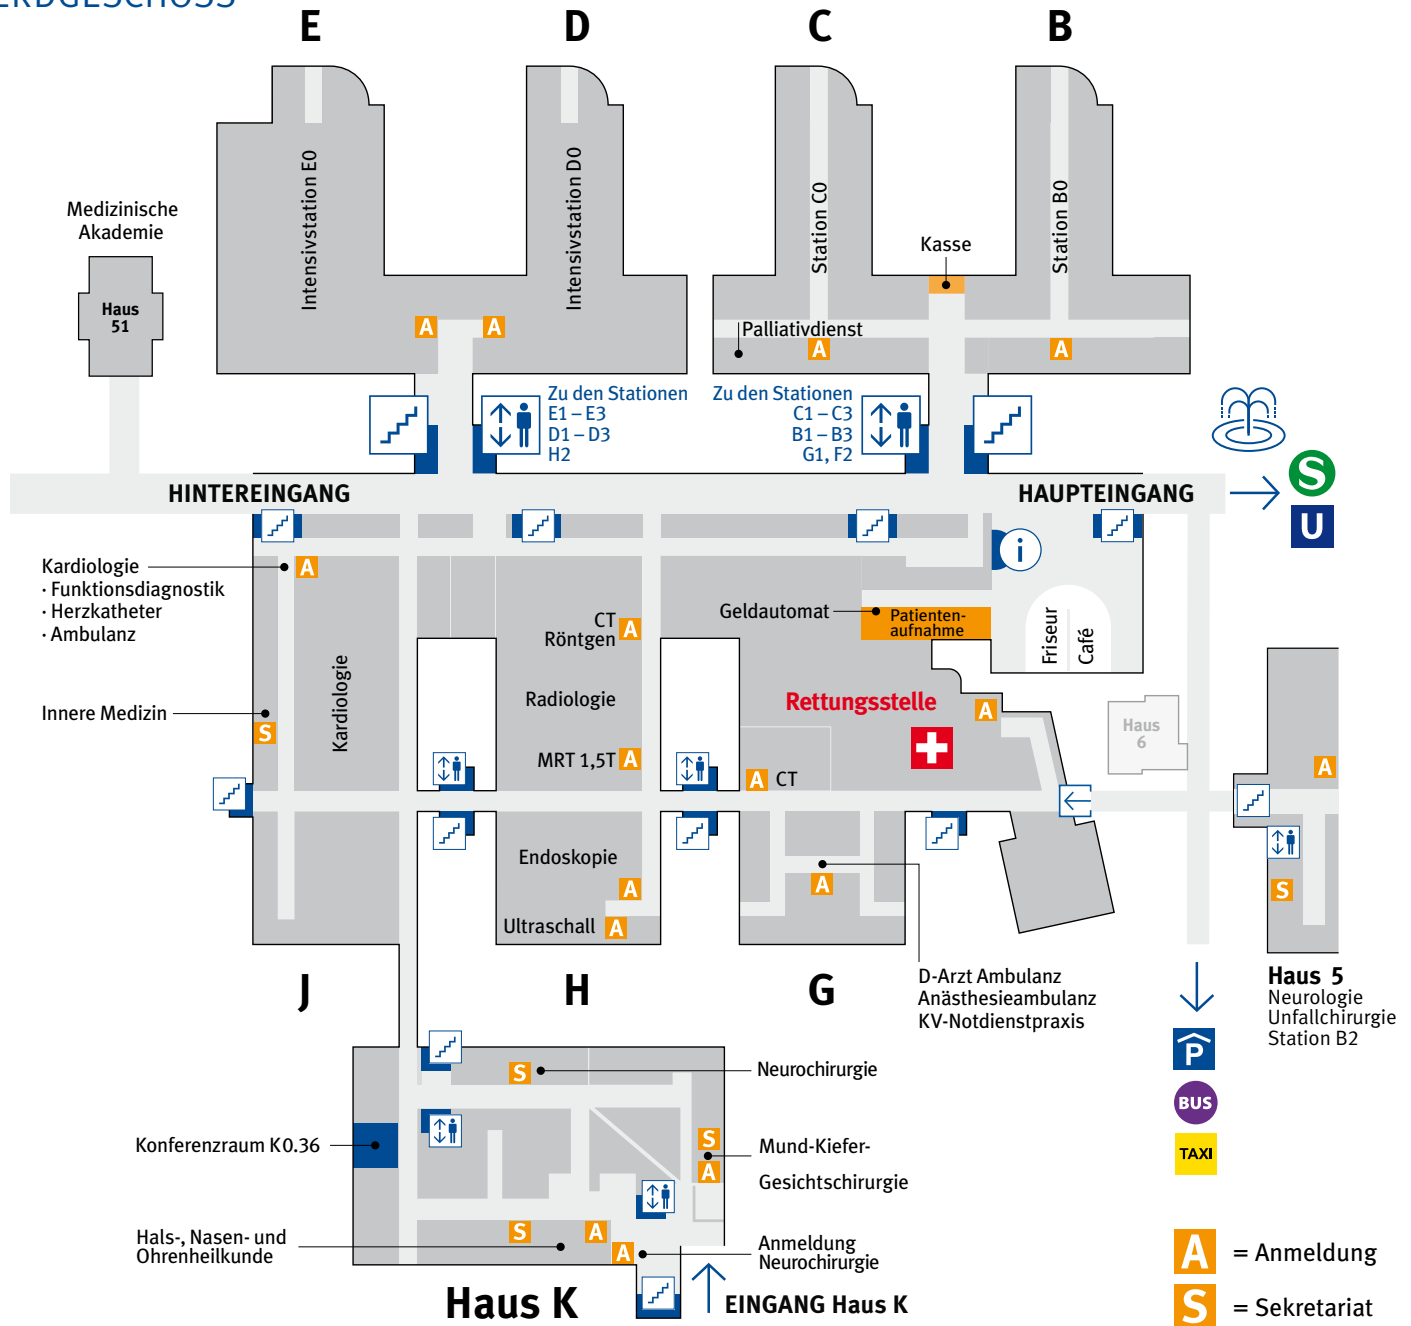 ERDGESCHOSS
E
D
C
B
Intensivstation E0
Intensivstation D0
Station C0
Station B0
Kasse
Medizinische
Akademie
Haus
51
A
A
Palliativdienst
A
A
Zu den Stationen
E1 – E3
D1 – D3
H2
Zu den Stationen
C1 – C3
B1 – B3
G1, F2
HINTEREINGANG
HAUPTEINGANG
S
U
i
Kardiologie
· Funktionsdiagnostik
· Herzkatheter
· Ambulanz
A
CT
Röntgen
A
Geldautomat
Patienten-
aufnahme
Friseur
Café
Kardiologie
Innere Medizin
S
Radiologie
Rettungsstelle
A
Haus
6
MRT 1,5T
A
A
CT
A
Endoskopie
A
A
S
Ultraschall
A
J
H
G
D-Arzt Ambulanz
Anästhesieambulanz
KV-Notdienstpraxis
Haus 5
Neurologie
Unfallchirurgie
Station B2
P
BUS
TAXI
S
Neurochirurgie
Konferenzraum K0.36
S
A
Mund-Kiefer-
Gesichtschirurgie
Hals-, Nasen- und
Ohrenheilkunde
S
A
A
Anmeldung
Neurochirurgie
Haus K
EINGANG Haus K
A = Anmeldung
S = Sekretariat